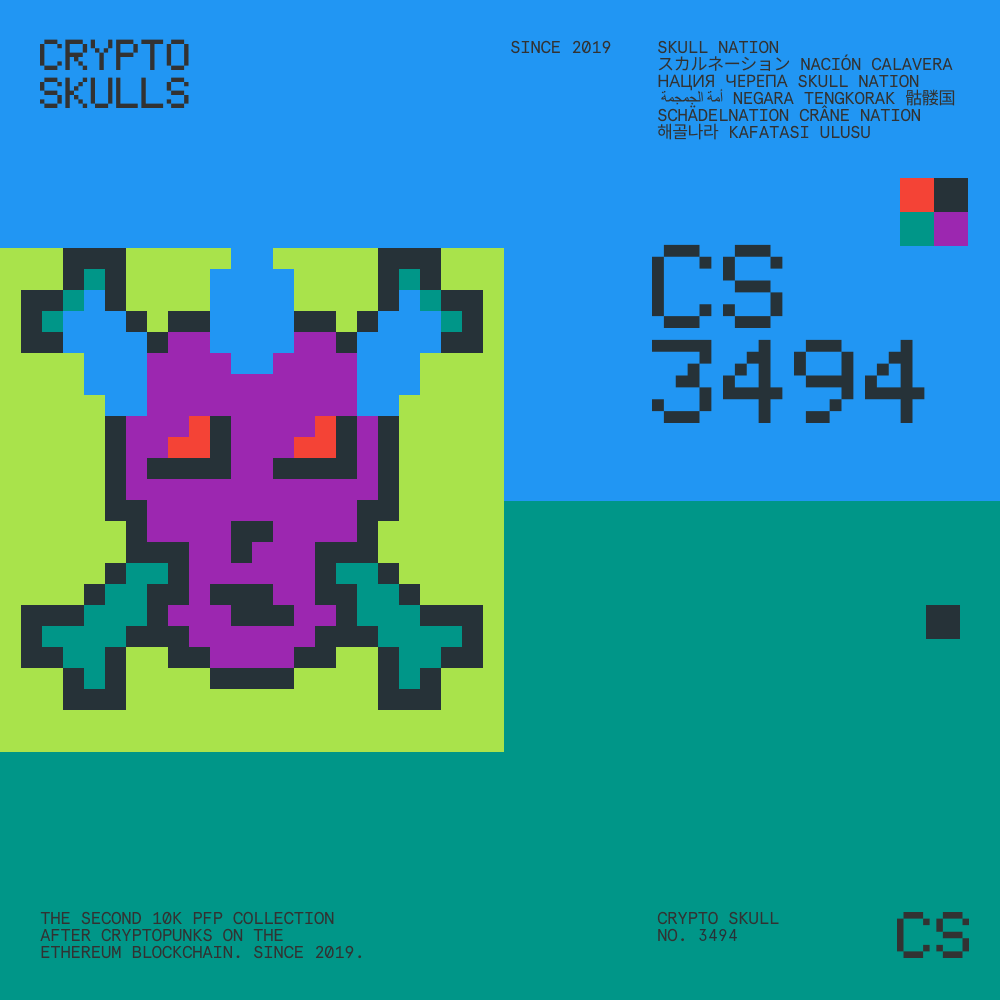 CRYPTO
SKULLS
SINCE 2019
SKULL NATION
スカルネーション NACIÓN CALAVERA
НАЦИЯ ЧЕРЕПА SKULL NATION
أمة الجمجمة NEGARA TENGKORAK 骷髅国
SCHÄDELNATION CRÂNE NATION
해골나라 KAFATASI ULUSU
CS
3494
THE SECOND 10K PFP COLLECTION
AFTER CRYPTOPUNKS ON THE
ETHEREUM BLOCKCHAIN. SINCE 2019.
CRYPTO SKULL
NO. 3494
CS